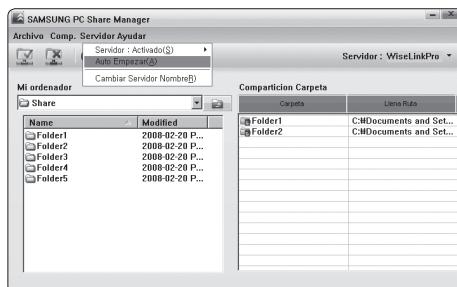 SAMSUNG PC Share Manager
Archivo Comp. Servidor Ayudar
Servidor : Activado(S)
Auto Empezar(A)
Cambiar Servidor NombreR)
Servidor : WiseLinkPro
Mi ordenador
Share
Name Modified
Folder1 2008-02-20 P...
Folder2 2008-02-20 P...
Folder3 2008-02-20 P...
Folder4 2008-02-20 P...
Folder5 2008-02-20 P...
Comparticion Carpeta
Carpeta Llena Ruta
Folder1 C:₩Documents and Set...
Folder2 C:₩Documents and Set...